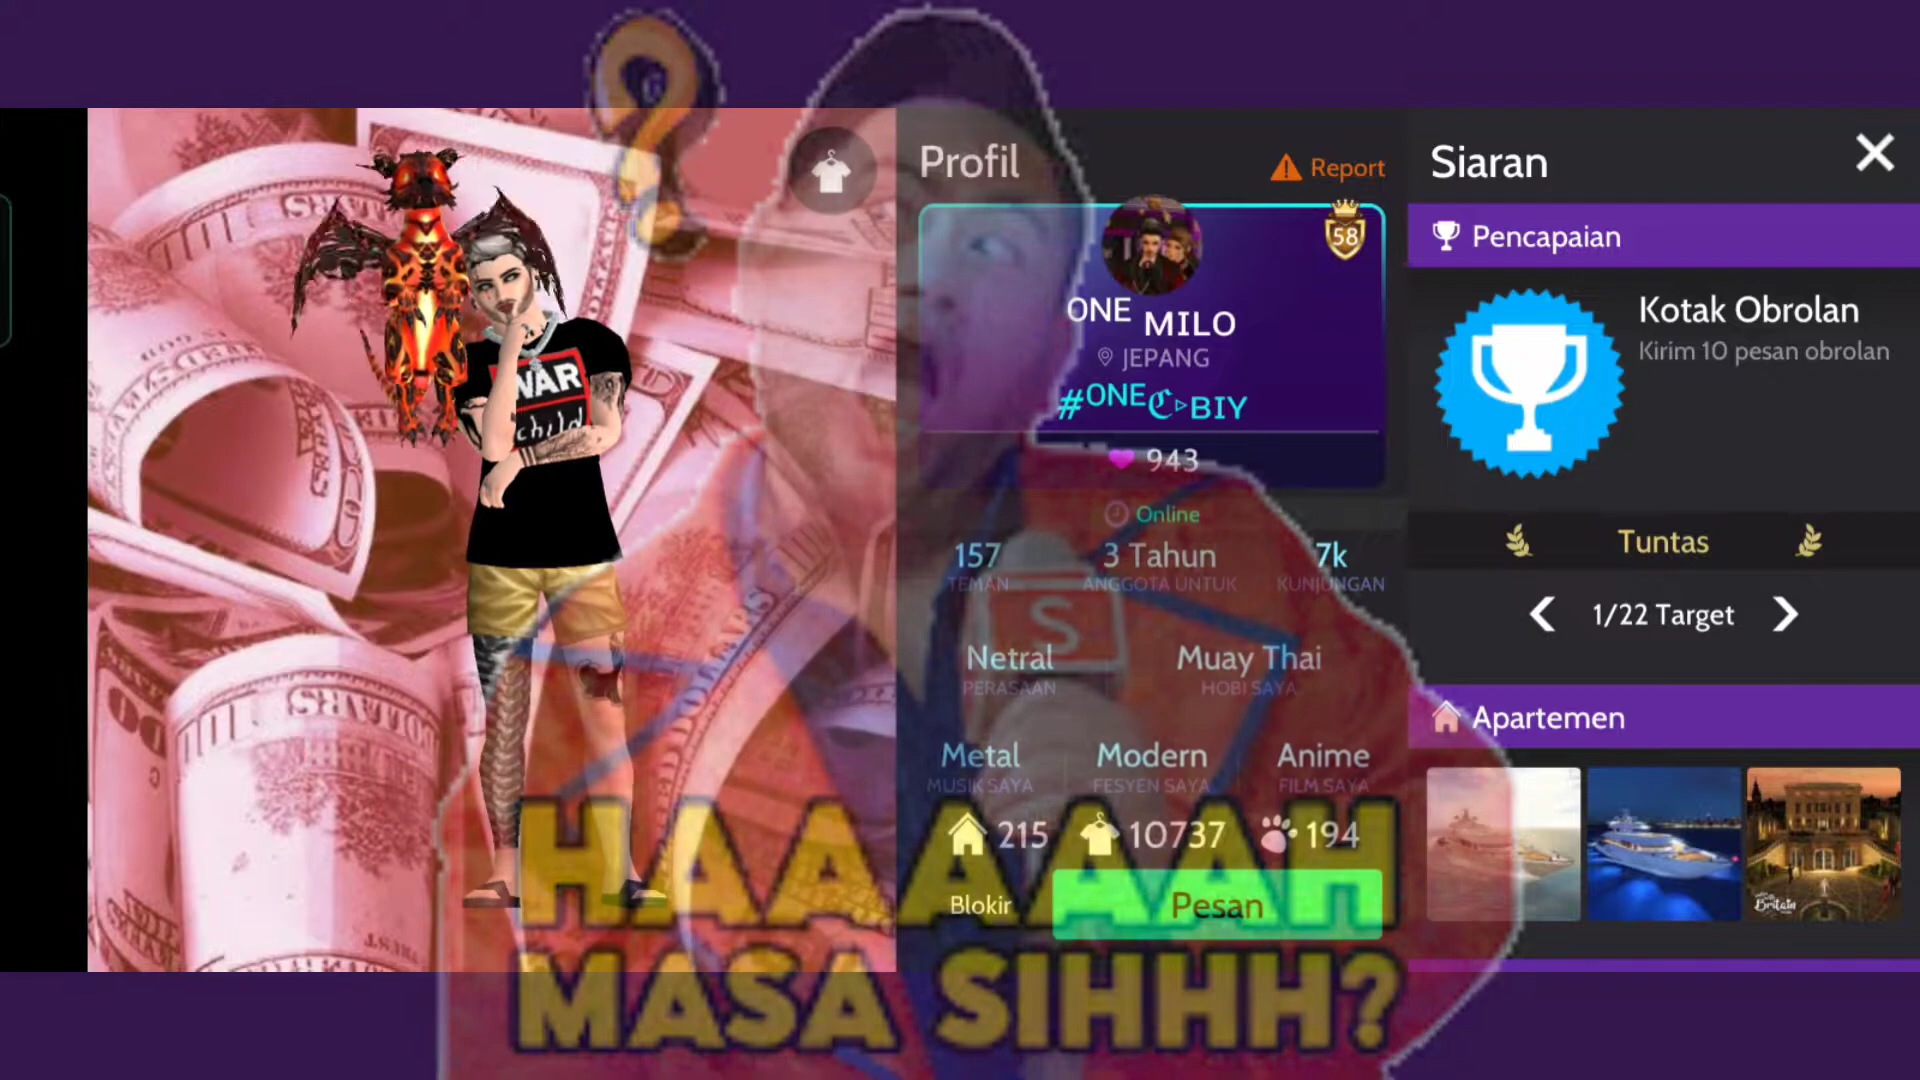 WAR
child
Profil
Report
58
ONE MILO
JEPANG
#ONEℭ▹BIY
943
Online
157
TEMAN
3 Tahun
ANGGOTA UNTUK
7k
KUNJUNGAN
S
Netral
PERASAAN
Muay Thai
HOBI SAYA
Metal
MUSIK SAYA
Modern
FESYEN SAYA
Anime
FILM SAYA
215
10737
194
Blokir
Pesan
Siaran
Pencapaian
Kotak Obrolan
Kirim 10 pesan obrolan
Tuntas
1/22 Target
Apartemen
Britain
HAAAAAH
MASA SIHHH?